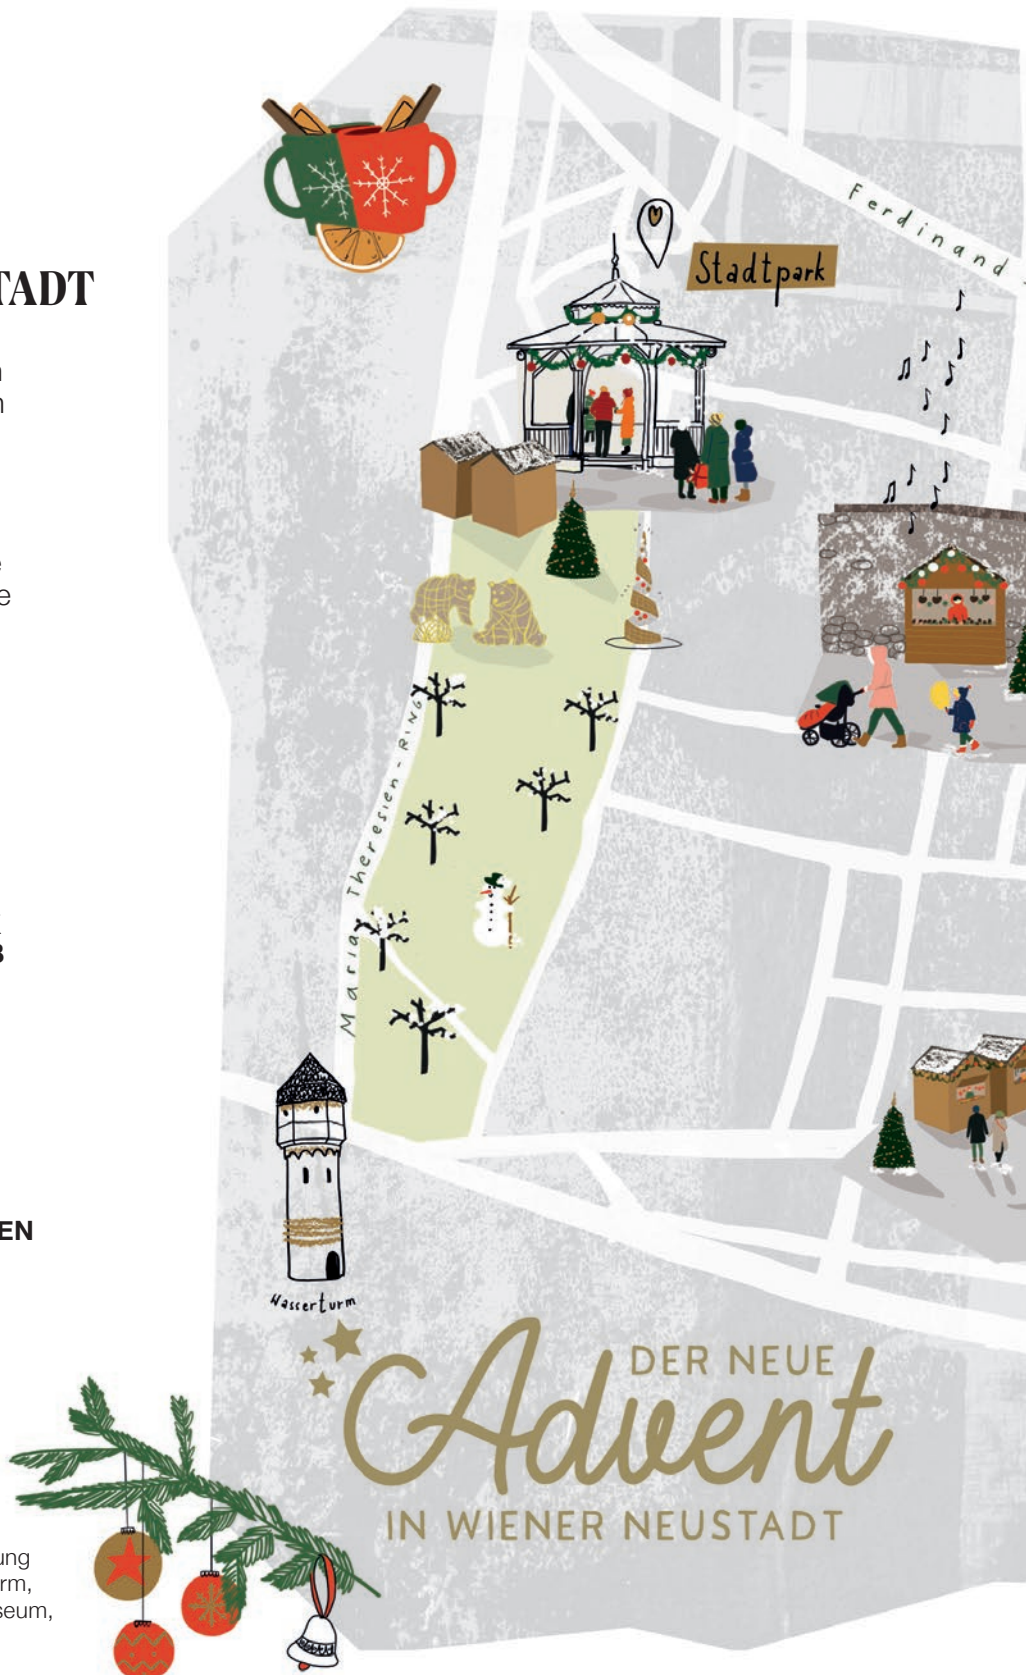 TADT
n
n
e
e
B
EN
ung
rm,
seum,
Ferdinand
Stadtpark
Maria Theresien-Ring
Wasserturm
DER NEUE
Advent
IN WIENER NEUSTADT